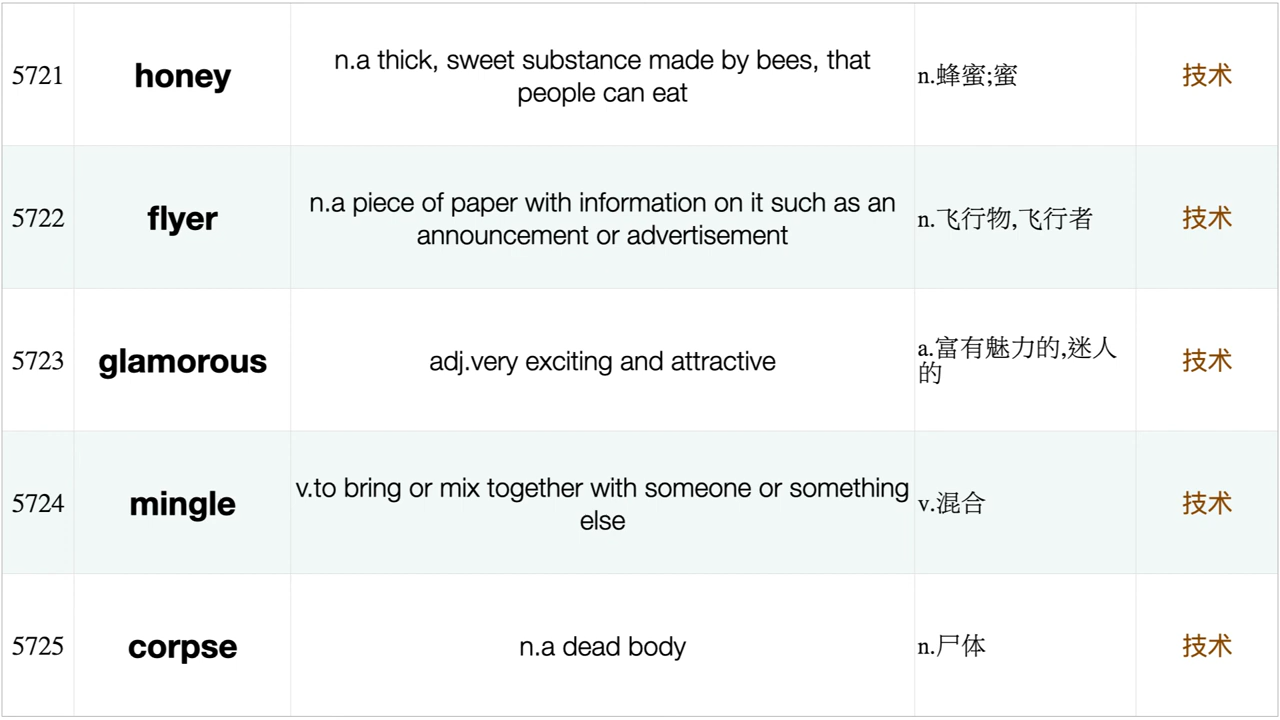 5721
honey
n.a thick, sweet substance made by bees, that
people can eat
n.蜂蜜;蜜
技术
5722
flyer
n.a piece of paper with information on it such as an
announcement or advertisement
n.飞行物,飞行者
技术
5723
glamorous
adj.very exciting and attractive
a.富有魅力的,迷人
的
技术
5724
mingle
v.to bring or mix together with someone or something
else
v.混合
技术
5725
corpse
n.a dead body
n.尸体
技术